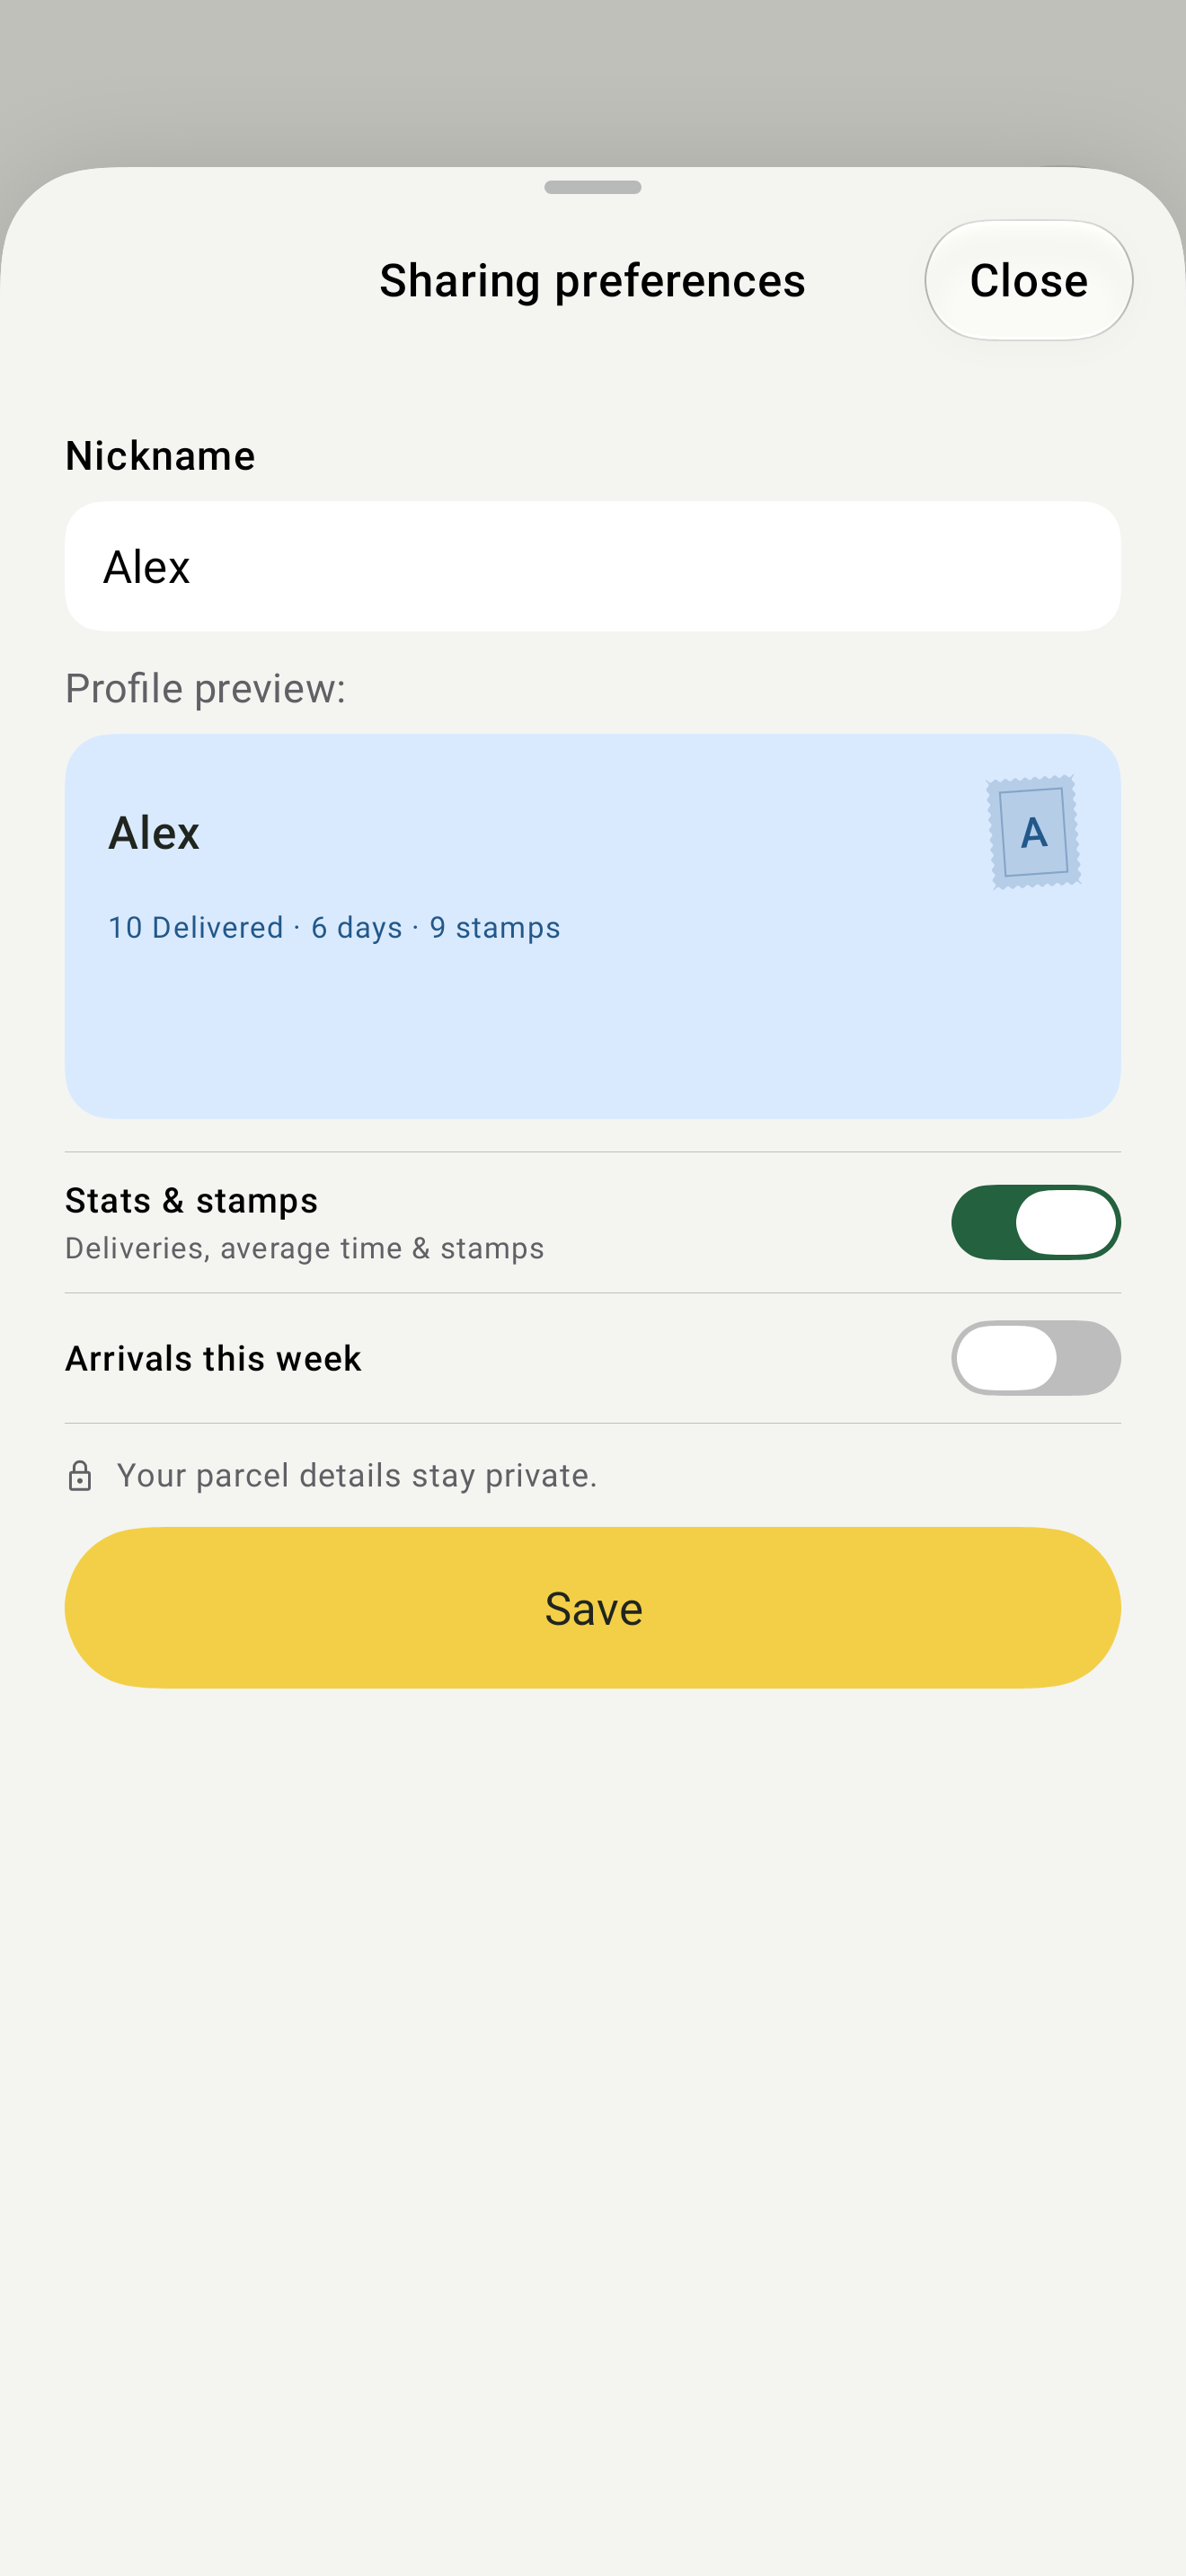 Sharing preferences
Close
Nickname
Alex
Profile preview:
Alex
A
10 Delivered · 6 days · 9 stamps
Stats & stamps
Deliveries, average time & stamps
Arrivals this week
Your parcel details stay private.
Save